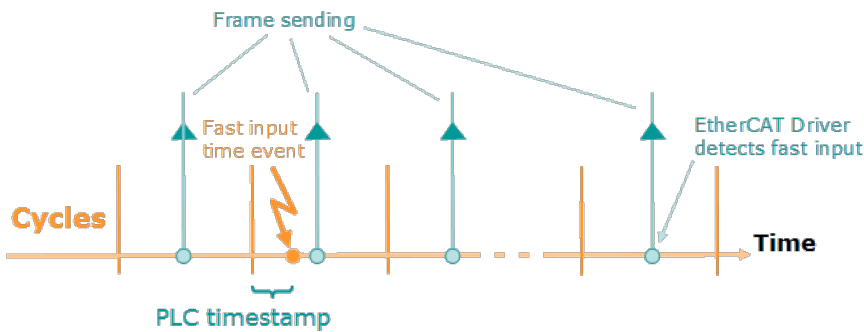 Frame sending
Fast input
time event
EtherCAT Driver
detects fast input
Cycles
Time
PLC timestamp